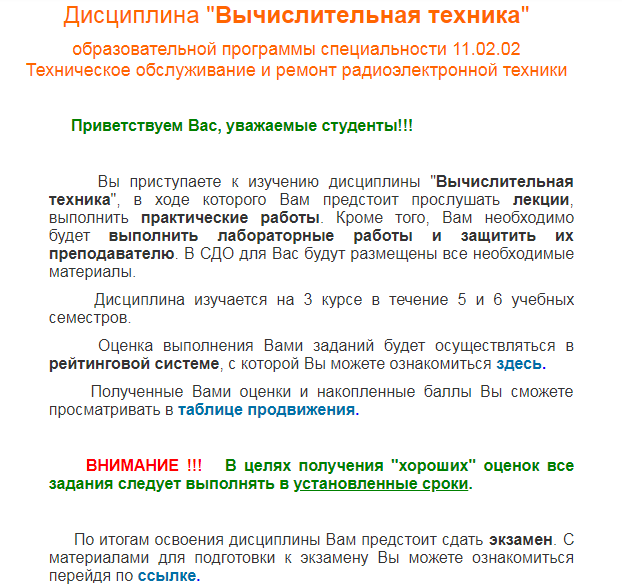 Дисциплина "Вычислительная техника"
образовательной программы специальности 11.02.02
Техническое обслуживание и ремонт радиоэлектронной техники
Приветствуем Вас, уважаемые студенты!!!
Вы приступаете к изучению дисциплины "Вычислительная
техника", в ходе которого Вам предстоит прослушать лекции,
выполнить практические работы. Кроме того, Вам необходимо
будет выполнить лабораторные работы и защитить их
преподавателю. В СДО для Вас будут размещены все необходимые
материалы.
Дисциплина изучается на 3 курсе в течение 5 и 6 учебных
семестров.
Оценка выполнения Вами заданий будет осуществляться в
рейтинговой системе, с которой Вы можете ознакомиться здесь.
Полученные Вами оценки и накопленные баллы Вы сможете
просматривать в таблице продвижения.
ВНИМАНИЕ !!! В целях получения "хороших" оценок все
задания следует выполнять в установленные сроки.
По итогам освоения дисциплины Вам предстоит сдать экзамен. С
материалами для подготовки к экзамену Вы можете ознакомиться
перейдя по ссылке.